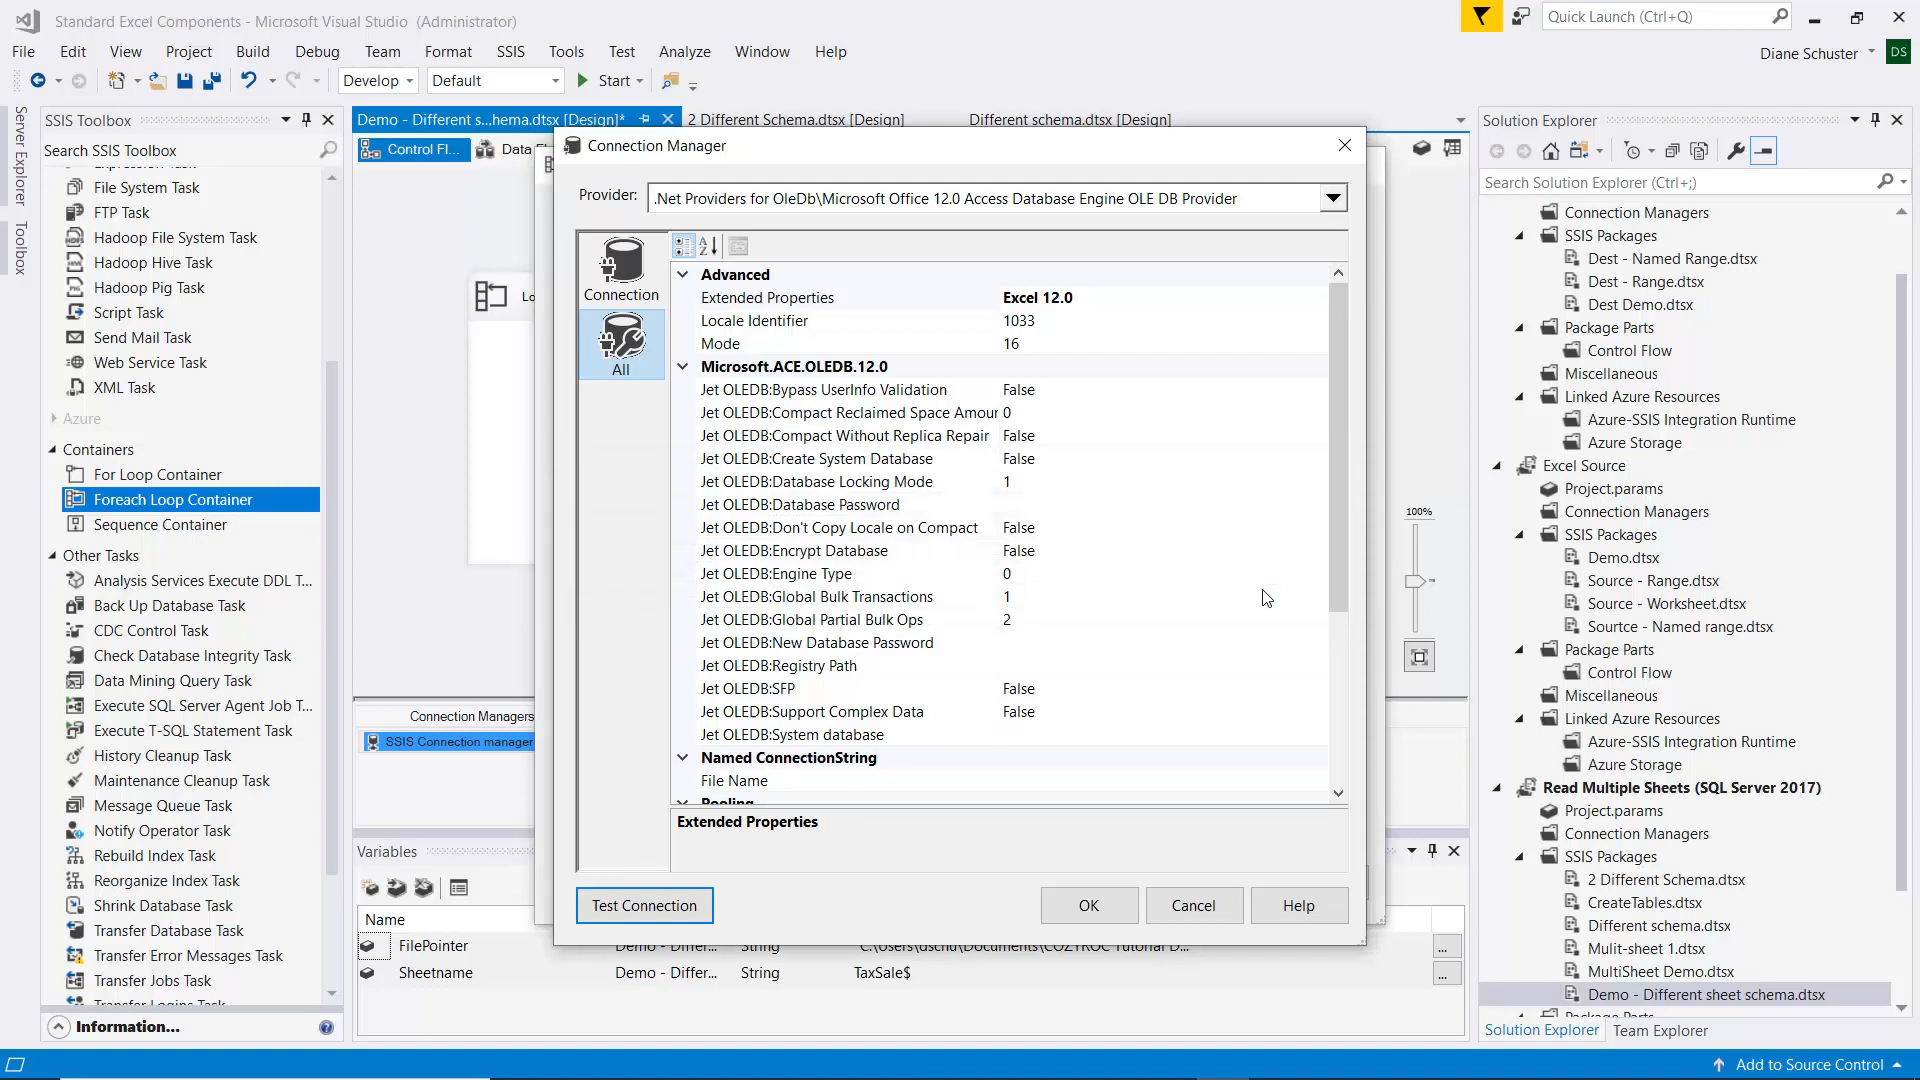 Standard Excel Components - Microsoft Visual Studio (Administrator)
Quick Launch (Ctrl+Q)
File Edit View Project Build Debug Team Format SSIS Tools Test Analyze Window Help
Diane Schuster DS
Develop Default Start
Server Explorer
Toolbox
SSIS Toolbox
Search SSIS Toolbox
File System Task
FTP Task
Hadoop File System Task
Hadoop Hive Task
Hadoop Pig Task
Script Task
Send Mail Task
Web Service Task
XML Task
Azure
Containers
For Loop Container
Foreach Loop Container
Sequence Container
Other Tasks
Analysis Services Execute DDL T...
Back Up Database Task
CDC Control Task
Check Database Integrity Task
Data Mining Query Task
Execute SQL Server Agent Job T...
Execute T-SQL Statement Task
History Cleanup Task
Maintenance Cleanup Task
Message Queue Task
Notify Operator Task
Rebuild Index Task
Reorganize Index Task
Shrink Database Task
Transfer Database Task
Transfer Error Messages Task
Transfer Jobs Task
Information...
Demo - Different s...hema.dtsx [Design]*
2 Different Schema.dtsx [Design]
Different schema.dtsx [Design]
Control Fl...
Data
100%
Connection Managers
SSIS Connection manager
Connection Manager
Provider: .Net Providers for OleDb\Microsoft Office 12.0 Access Database Engine OLE DB Provider
Connection
All
Advanced
Extended Properties Excel 12.0
Locale Identifier 1033
Mode 16
Microsoft.ACE.OLEDB.12.0
Jet OLEDB:Bypass UserInfo Validation False
Jet OLEDB:Compact Reclaimed Space Amour 0
Jet OLEDB:Compact Without Replica Repair False
Jet OLEDB:Create System Database False
Jet OLEDB:Database Locking Mode 1
Jet OLEDB:Database Password
Jet OLEDB:Don't Copy Locale on Compact False
Jet OLEDB:Encrypt Database False
Jet OLEDB:Engine Type 0
Jet OLEDB:Global Bulk Transactions 1
Jet OLEDB:Global Partial Bulk Ops 2
Jet OLEDB:New Database Password
Jet OLEDB:Registry Path
Jet OLEDB:SFP False
Jet OLEDB:Support Complex Data False
Jet OLEDB:System database
Named ConnectionString
File Name
Pooling
Extended Properties
Test Connection OK Cancel Help
Variables
Name
FilePointer Demo - Differ... String C:\Users\dschu\Documents\COZYROC Tutorial D...
Sheetname Demo - Differ... String TaxSale$
Solution Explorer
Search Solution Explorer (Ctrl+;)
Connection Managers
SSIS Packages
Dest - Named Range.dtsx
Dest - Range.dtsx
Dest Demo.dtsx
Package Parts
Control Flow
Miscellaneous
Linked Azure Resources
Azure-SSIS Integration Runtime
Azure Storage
Excel Source
Project.params
Connection Managers
SSIS Packages
Demo.dtsx
Source - Range.dtsx
Source - Worksheet.dtsx
Sourtce - Named range.dtsx
Package Parts
Control Flow
Miscellaneous
Linked Azure Resources
Azure-SSIS Integration Runtime
Azure Storage
Read Multiple Sheets (SQL Server 2017)
Project.params
Connection Managers
SSIS Packages
2 Different Schema.dtsx
CreateTables.dtsx
Different schema.dtsx
Mulit-sheet 1.dtsx
MultiSheet Demo.dtsx
Demo - Different sheet schema.dtsx
Solution Explorer Team Explorer
Add to Source Control